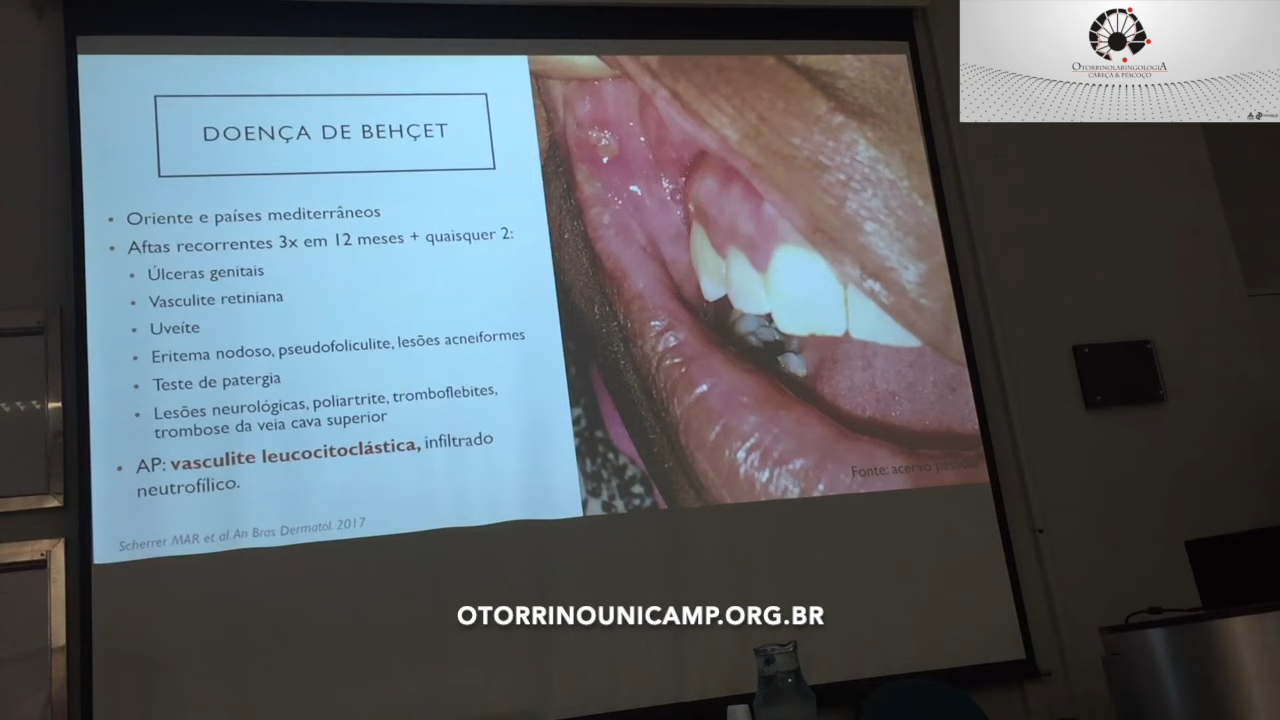 OTORRINOLARINGOLOGIA
CABEÇA & PESCOÇO
DOENÇA DE BEHÇET
• Oriente e países mediterrâneos
• Aftas recorrentes 3x em 12 meses + quaisquer 2:
• Úlceras genitais
• Vasculite retiniana
• Uveíte
• Eritema nodoso, pseudofoliculite, lesões acneiformes
• Teste de patergia
• Lesões neurológicas, poliartrite, tromboflebites,
trombose da veia cava superior
• AP: vasculite leucocitoclástica, infiltrado
neutrofílico.
Scherrer MAR et al. An Bras Dermatol. 2017
Fonte: acervo pessoal
OTORRINOUNICAMP.ORG.BR